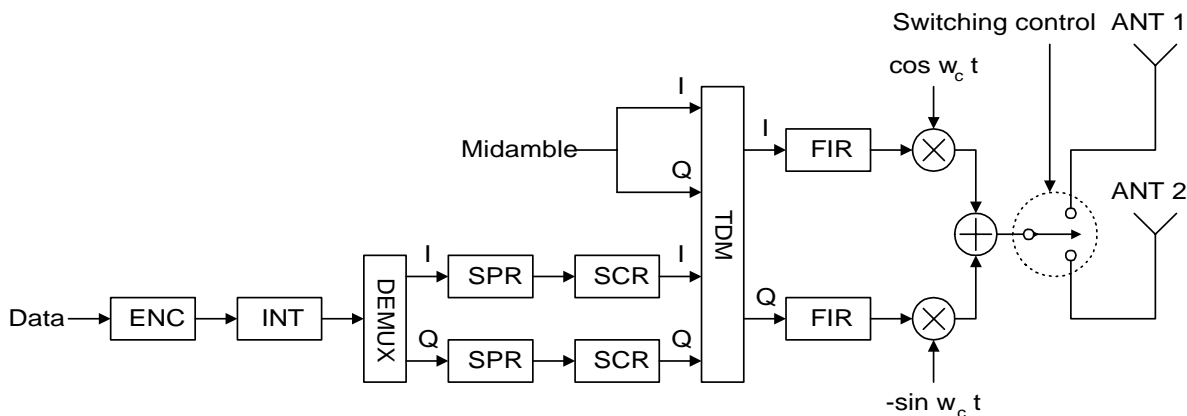 Switching control ANT 1
cos w_c t
I
I
Midamble
FIR
Q
ANT 2
TDM
I
I
SPR
SCR
DEMUX
Q
FIR
Data
ENC
INT
Q
Q
SPR
SCR
-sin w_c t